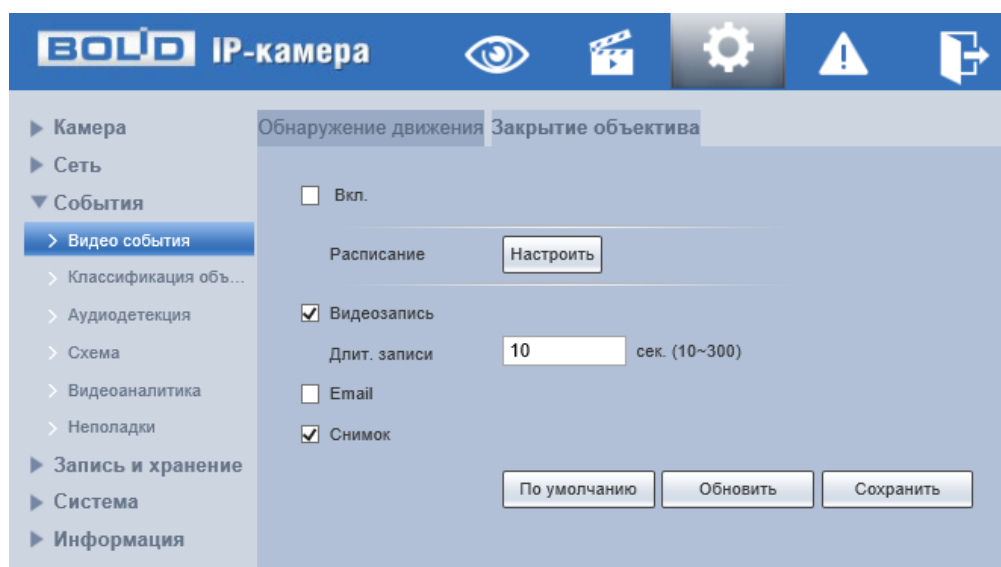 BOLID IP-камера
Камера
Сеть
События
Видео события
Классификация объ...
Аудиодетекция
Схема
Видеоаналитика
Неполадки
Запись и хранение
Система
Информация
Обнаружение движения Закрытие объектива
Вкл.
Расписание Настроить
Видеозапись
Длит. записи 10 сек. (10~300)
Email
Снимок
По умолчанию Обновить Сохранить